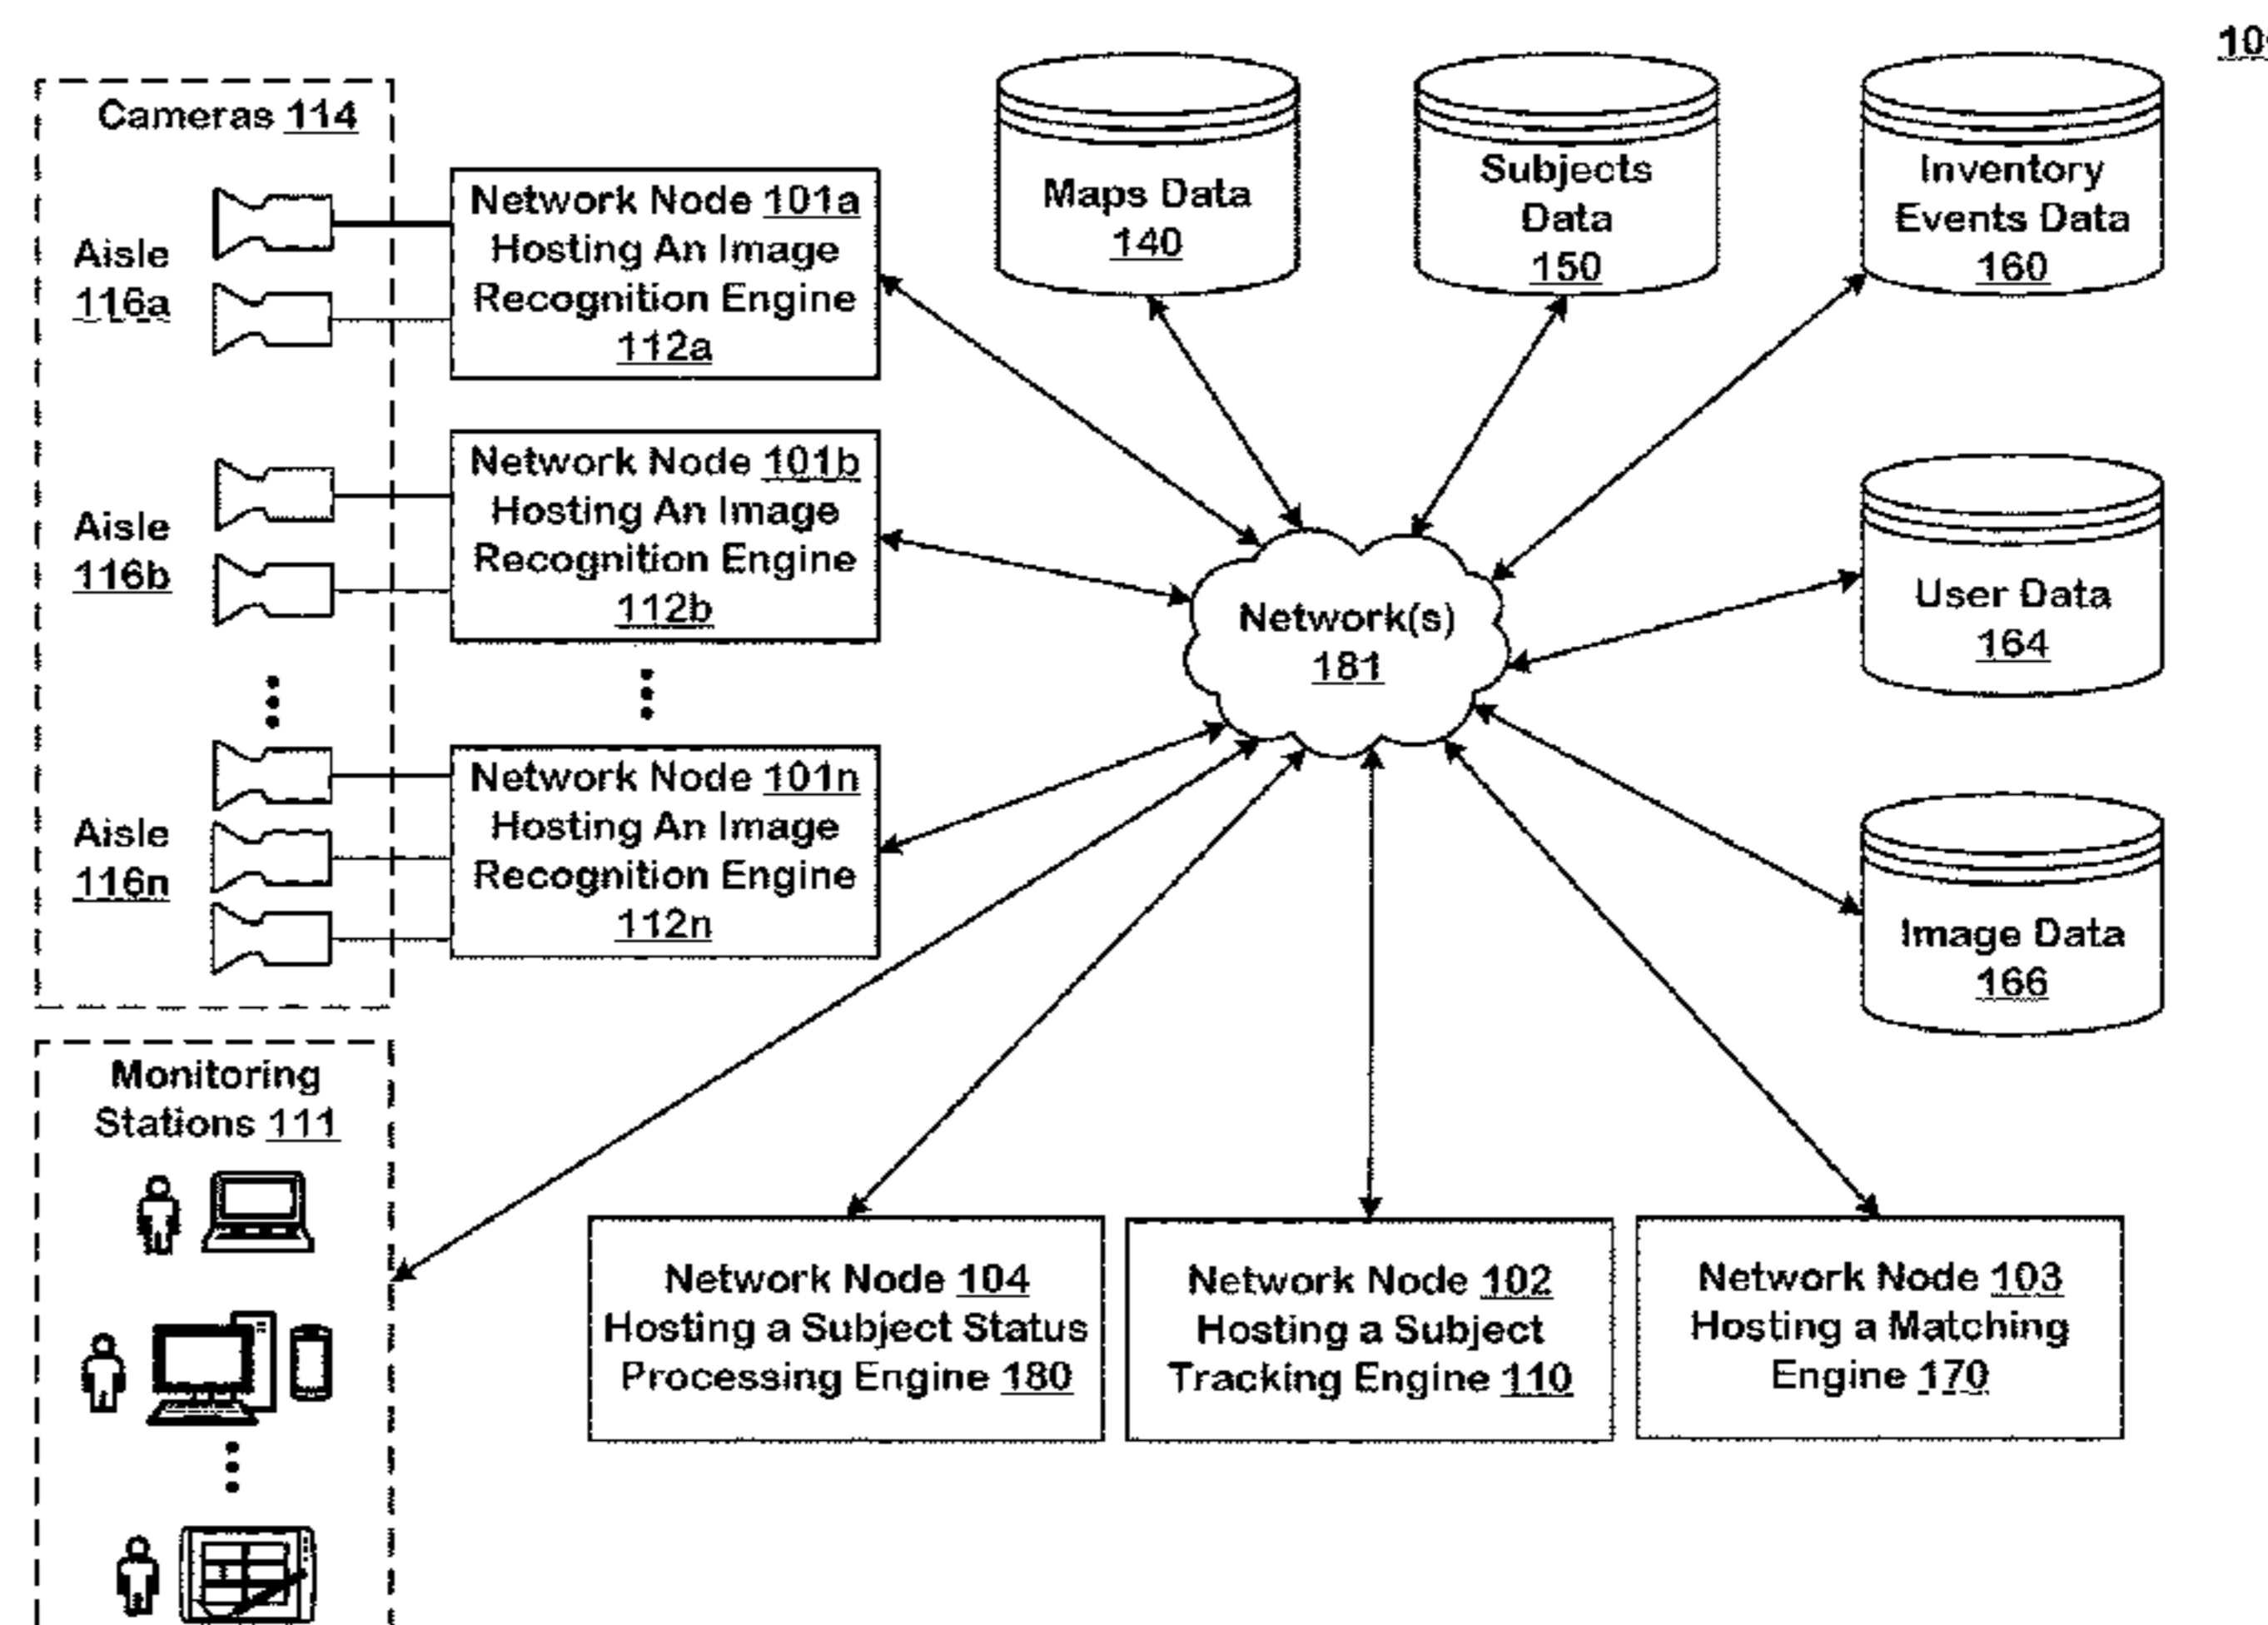 Cameras 114
Aisle
116a
Aisle
116b
Aisle
116n
Network Node 101a
Hosting An Image
Recognition Engine
112a
Network Node 101b
Hosting An Image
Recognition Engine
112b
Network Node 101n
Hosting An Image
Recognition Engine
112n
Maps Data
140
Subjects
Data
150
Inventory
Events Data
160
User Data
164
Image Data
166
Network(s)
181
Monitoring
Stations 111
Network Node 104
Hosting a Subject Status
Processing Engine 180
Network Node 102
Hosting a Subject
Tracking Engine 110
Network Node 103
Hosting a Matching
Engine 170